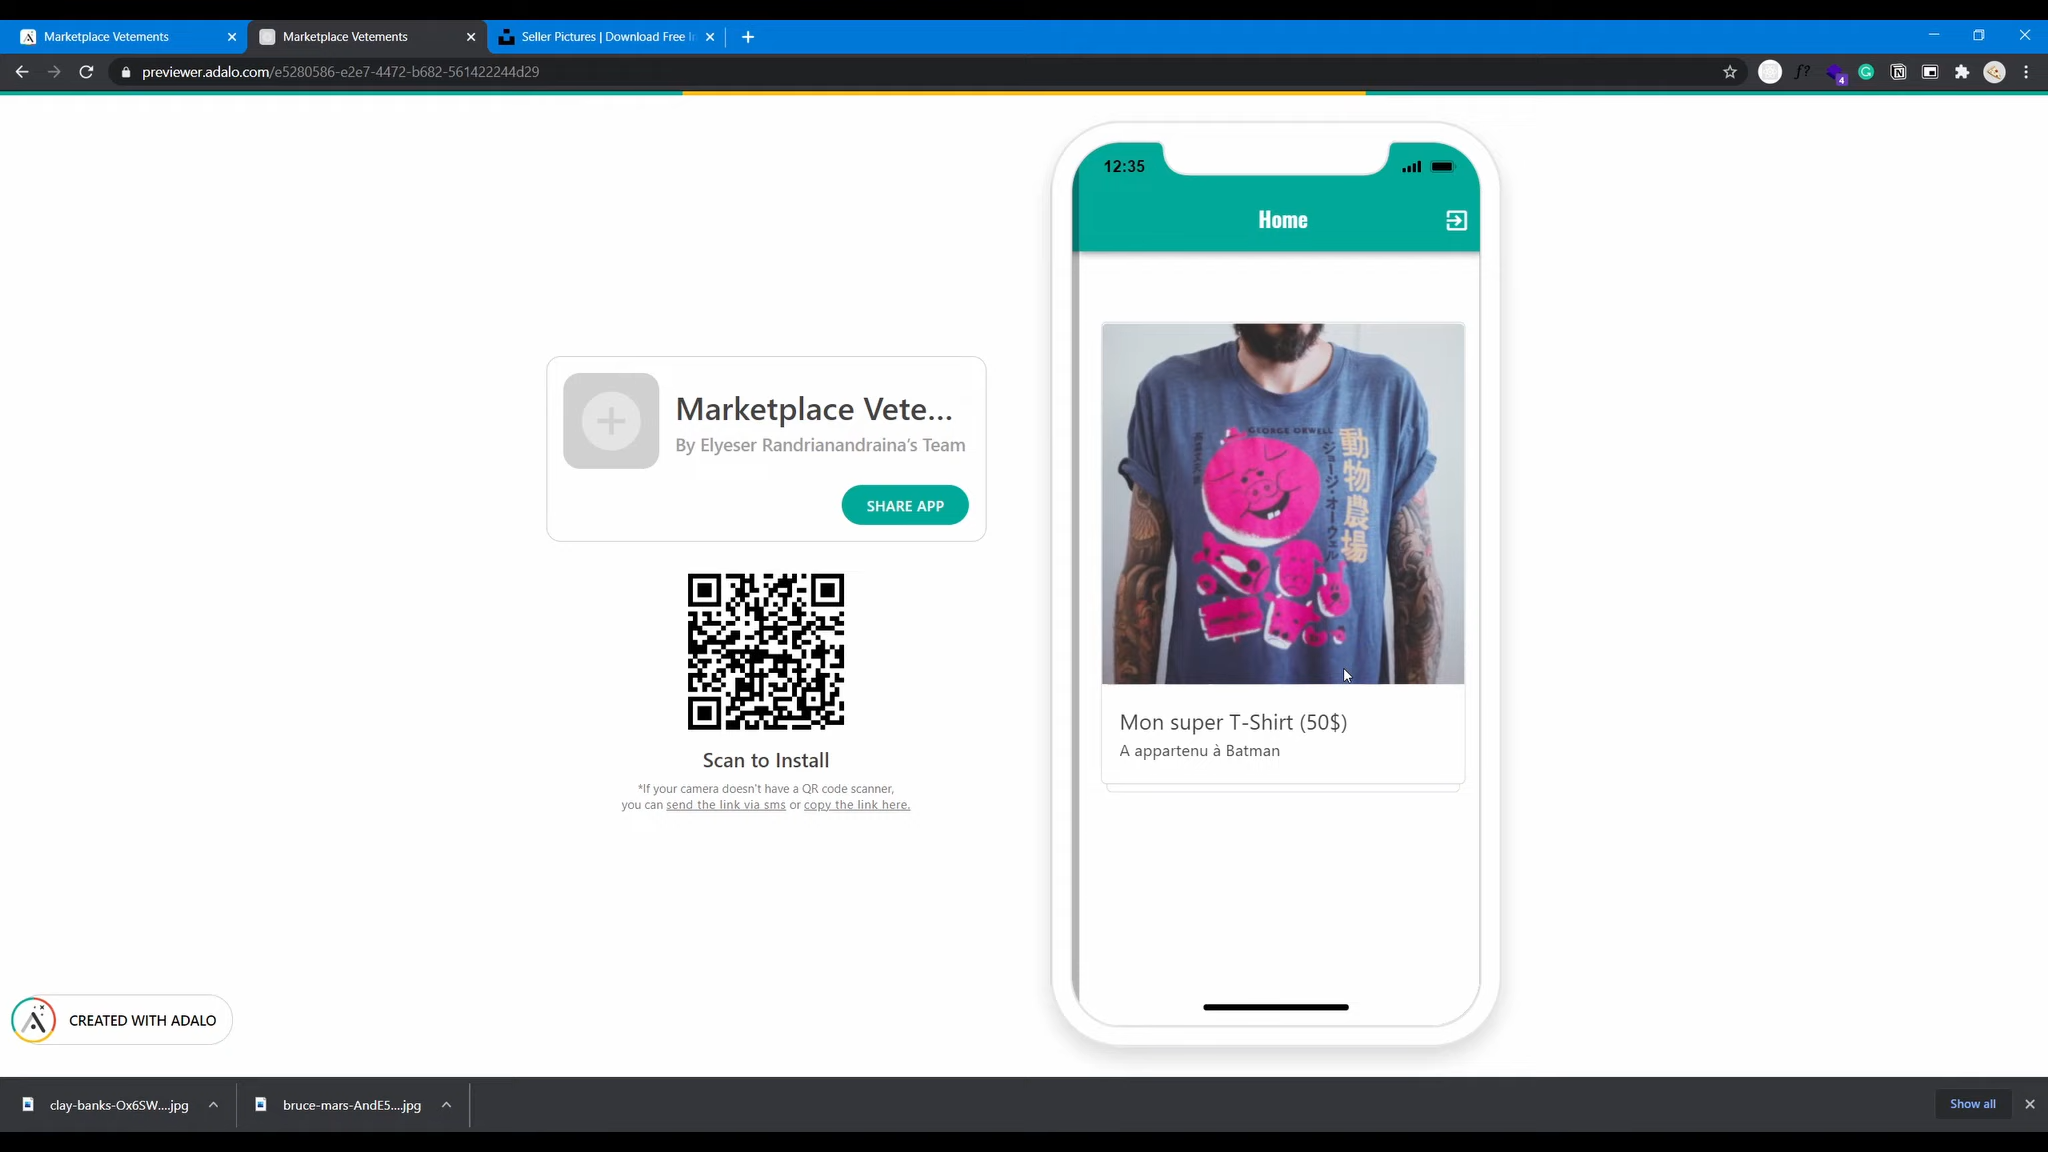 Marketplace Vetements
Marketplace Vetements
Seller Pictures | Download Free I
previewer.adalo.com/e5280586-e2e7-4472-b682-561422244d29
4
12:35
Home
Marketplace Vete...
By Elyeser Randrianandraina's Team
SHARE APP
GEORGE ORWELL
動物農場
ジョージ・オーウェル
Scan to Install
*If your camera doesn't have a QR code scanner,
you can send the link via sms or copy the link here.
Mon super T-Shirt (50$)
A appartenu à Batman
CREATED WITH ADALO
clay-banks-Ox6SW....jpg
bruce-mars-AndE5....jpg
Show all